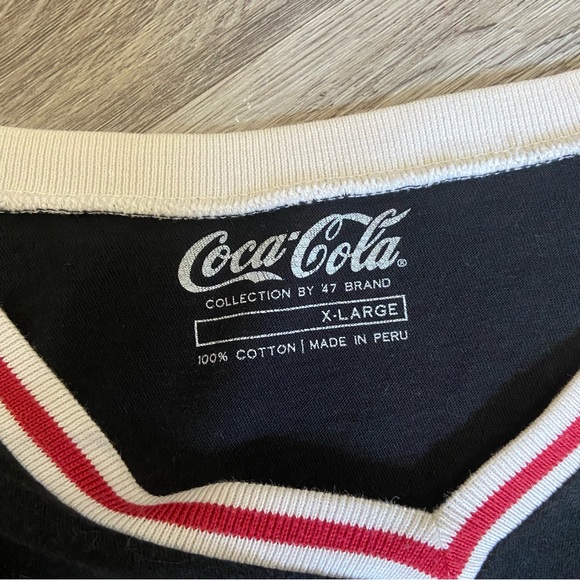 Coca-Cola®
COLLECTION BY '47 BRAND
X-LARGE
100% COTTON | MADE IN PERU